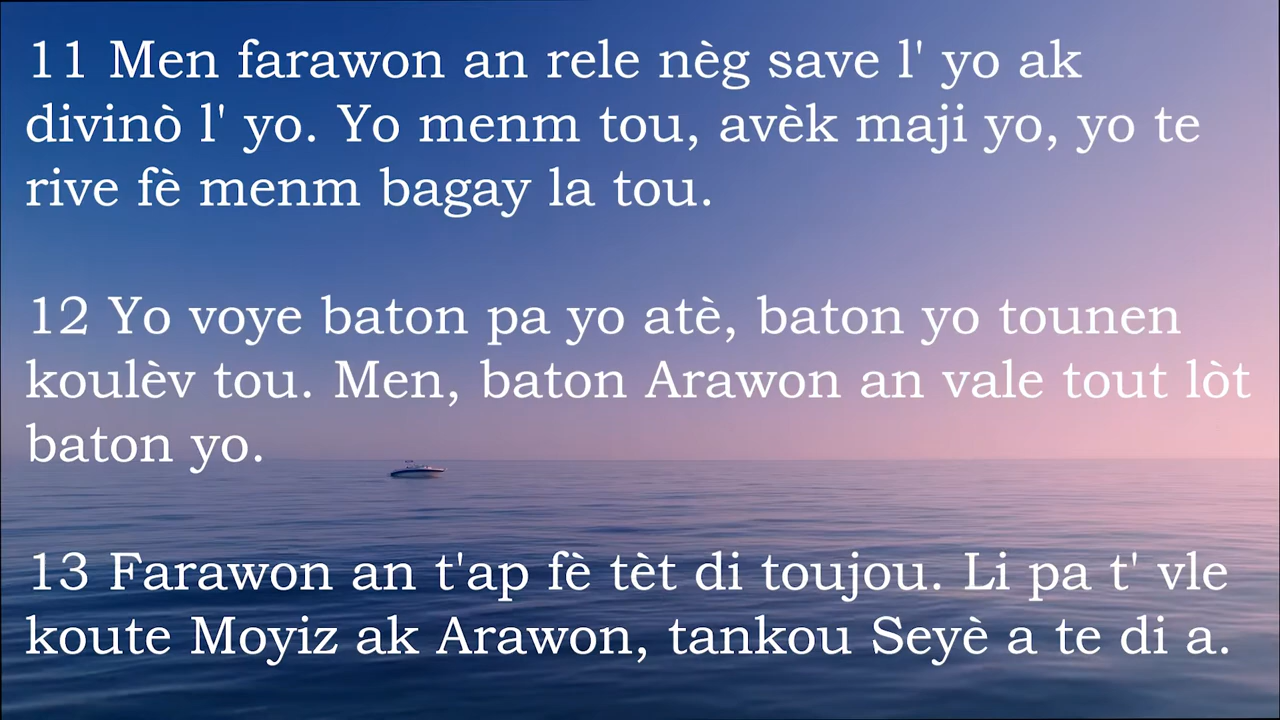 11 Men farawon an rele nèg save l' yo ak
divinò l' yo. Yo menm tou, avèk maji yo, yo te
rive fè menm bagay la tou.
12 Yo voye baton pa yo atè, baton yo tounen
koulèv tou. Men, baton Arawon an vale tout lòt
baton yo.
13 Farawon an t'ap fè tèt di toujou. Li pa t' vle
koute Moyiz ak Arawon, tankou Seyè a te di a.